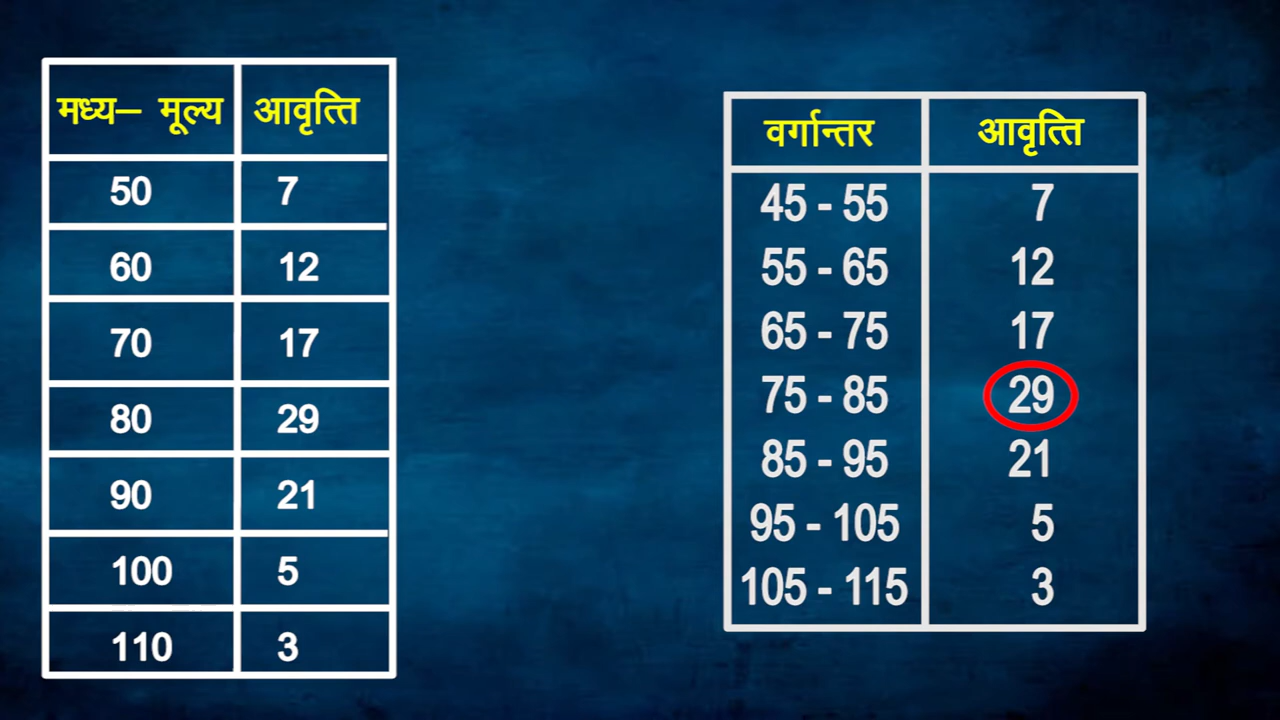 मध्य– मूल्य आवृत्ति
50 7
60 12
70 17
80 29
90 21
100 5
110 3
वर्गान्तर आवृत्ति
45 - 55 7
55 - 65 12
65 - 75 17
75 - 85 29
85 - 95 21
95 - 105 5
105 - 115 3